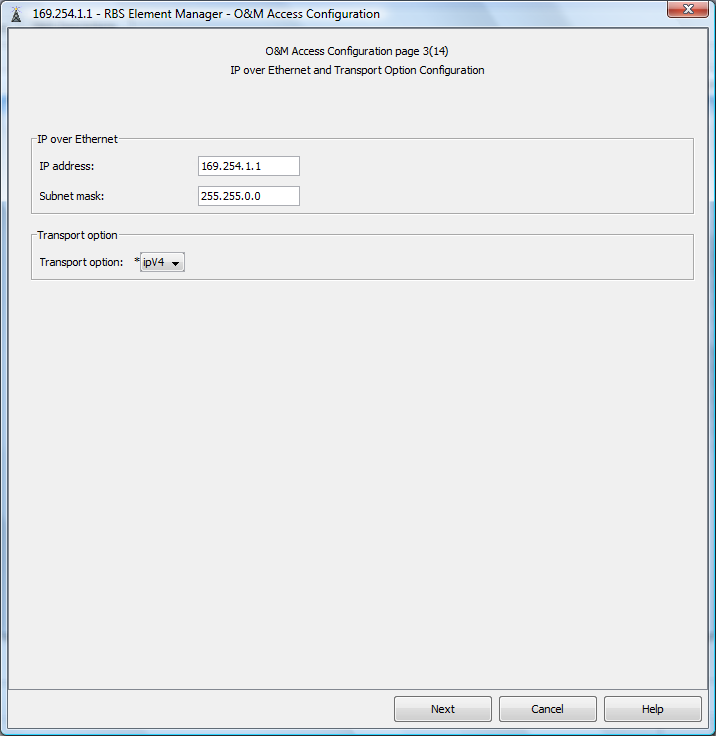 169.254.1.1 - RBS Element Manager - O&M Access Configuration
O&M Access Configuration page 3(14)
IP over Ethernet and Transport Option Configuration
IP over Ethernet
IP address: 169.254.1.1
Subnet mask: 255.255.0.0
Transport option
Transport option: * ipV4
Next Cancel Help